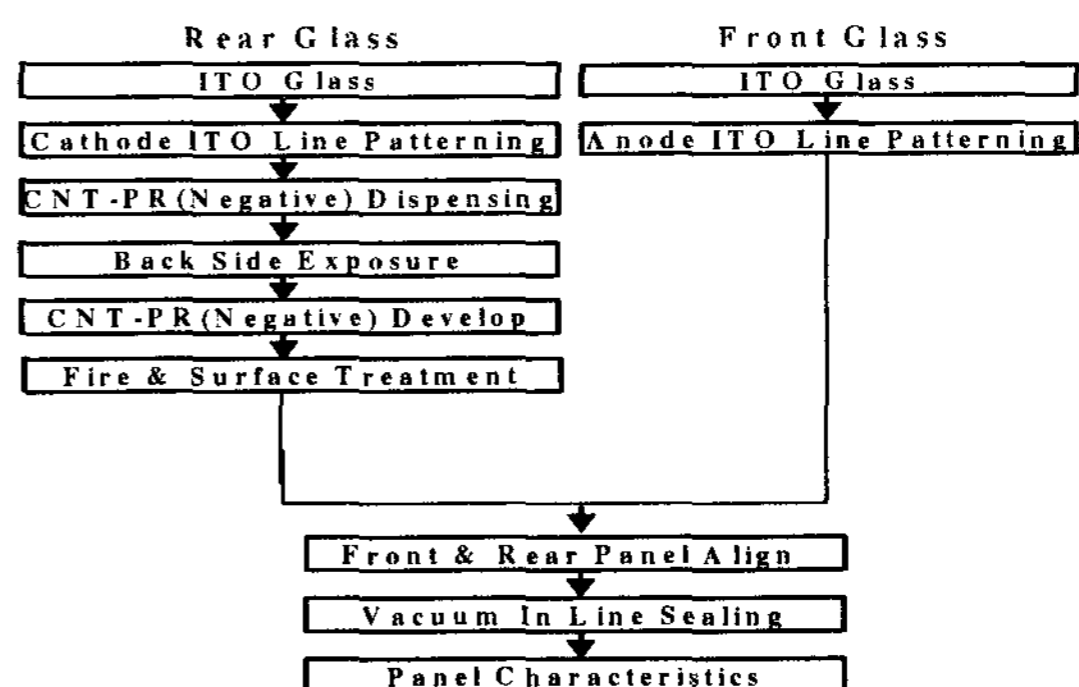 Rear Glass
ITO Glass
Cathode ITO Line Patterning
CNT-PR(Negative) Dispensing
Back Side Exposure
CNT-PR(Negative) Develop
Fire & Surface Treatment
Front Glass
ITO Glass
Anode ITO Line Patterning
Front & Rear Panel Align
Vacuum In Line Sealing
Panel Characteristics